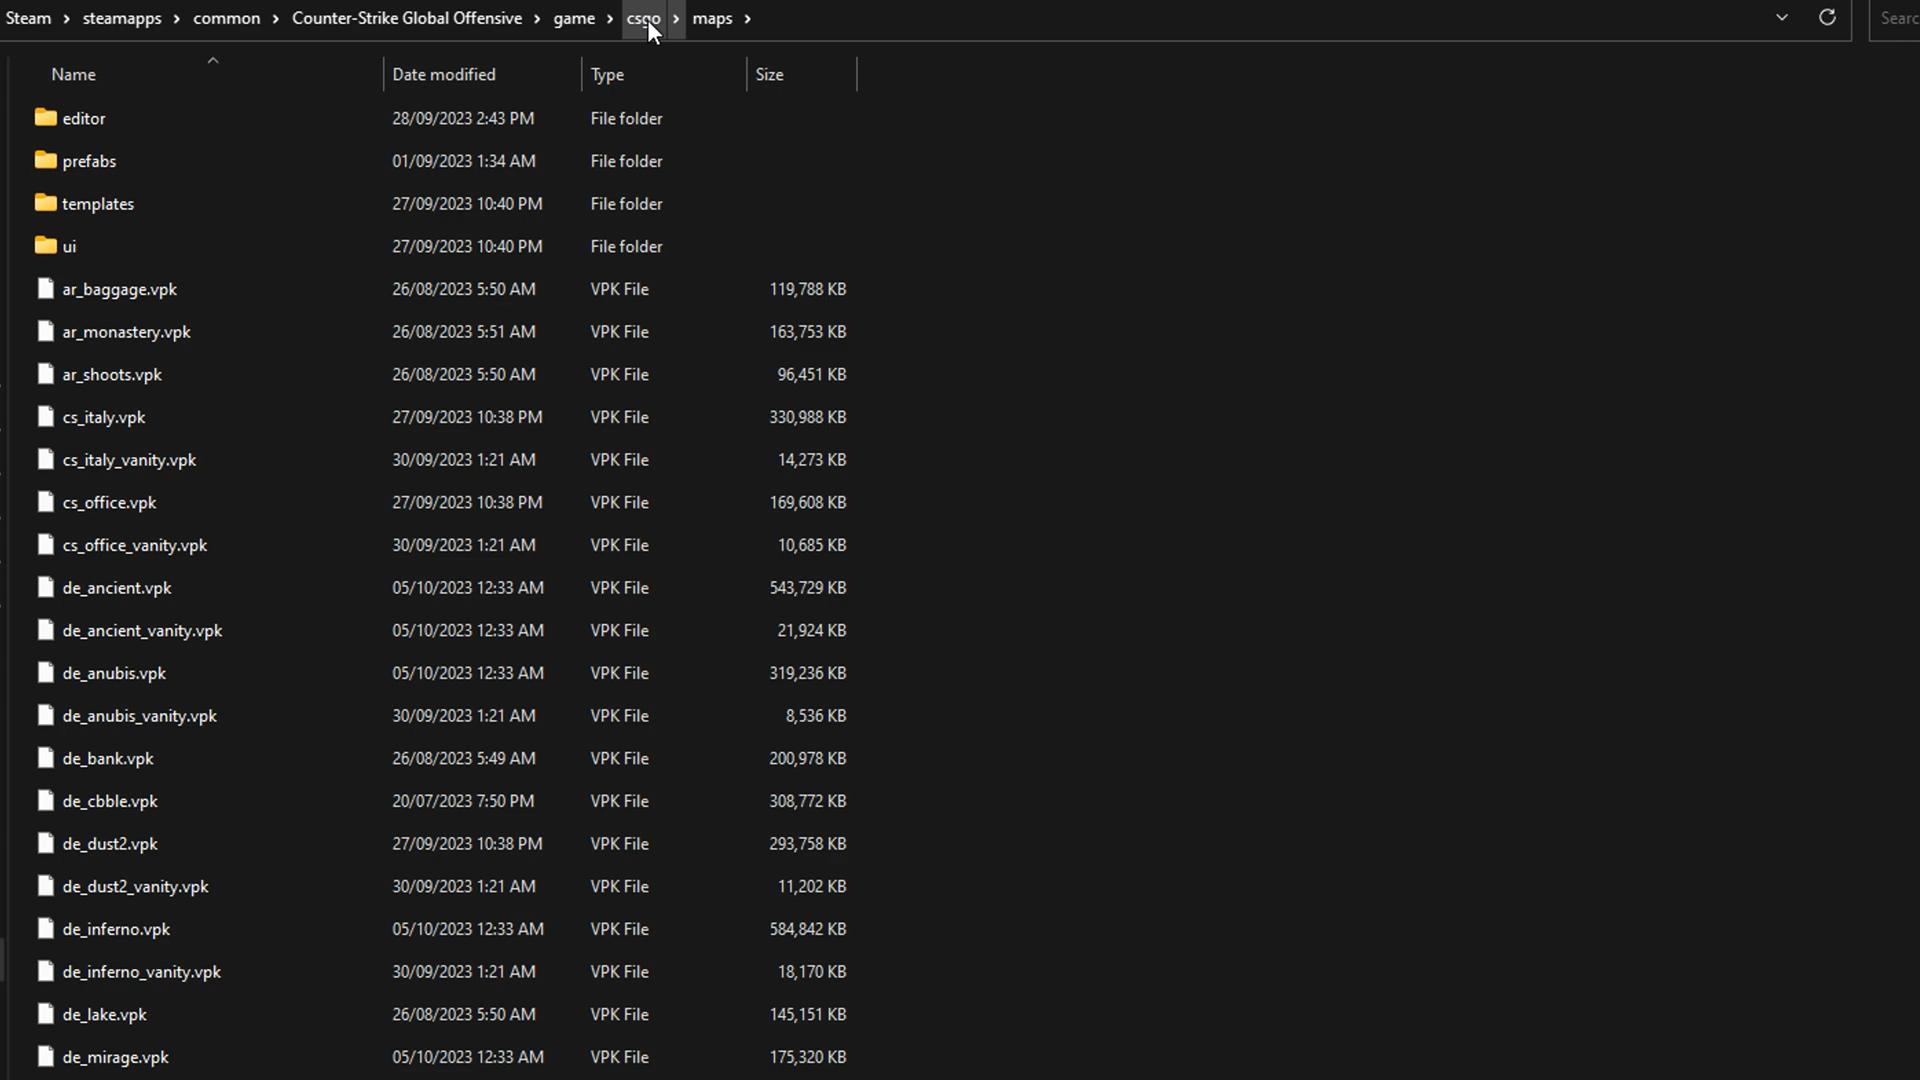 Steam > steamapps > common > Counter-Strike Global Offensive > game > csgo > maps >
Searc
Name Date modified Type Size
editor 28/09/2023 2:43 PM File folder
prefabs 01/09/2023 1:34 AM File folder
templates 27/09/2023 10:40 PM File folder
ui 27/09/2023 10:40 PM File folder
ar_baggage.vpk 26/08/2023 5:50 AM VPK File 119,788 KB
ar_monastery.vpk 26/08/2023 5:51 AM VPK File 163,753 KB
ar_shoots.vpk 26/08/2023 5:50 AM VPK File 96,451 KB
cs_italy.vpk 27/09/2023 10:38 PM VPK File 330,988 KB
cs_italy_vanity.vpk 30/09/2023 1:21 AM VPK File 14,273 KB
cs_office.vpk 27/09/2023 10:38 PM VPK File 169,608 KB
cs_office_vanity.vpk 30/09/2023 1:21 AM VPK File 10,685 KB
de_ancient.vpk 05/10/2023 12:33 AM VPK File 543,729 KB
de_ancient_vanity.vpk 05/10/2023 12:33 AM VPK File 21,924 KB
de_anubis.vpk 05/10/2023 12:33 AM VPK File 319,236 KB
de_anubis_vanity.vpk 30/09/2023 1:21 AM VPK File 8,536 KB
de_bank.vpk 26/08/2023 5:49 AM VPK File 200,978 KB
de_cbble.vpk 20/07/2023 7:50 PM VPK File 308,772 KB
de_dust2.vpk 27/09/2023 10:38 PM VPK File 293,758 KB
de_dust2_vanity.vpk 30/09/2023 1:21 AM VPK File 11,202 KB
de_inferno.vpk 05/10/2023 12:33 AM VPK File 584,842 KB
de_inferno_vanity.vpk 30/09/2023 1:21 AM VPK File 18,170 KB
de_lake.vpk 26/08/2023 5:50 AM VPK File 145,151 KB
de_mirage.vpk 05/10/2023 12:33 AM VPK File 175,320 KB